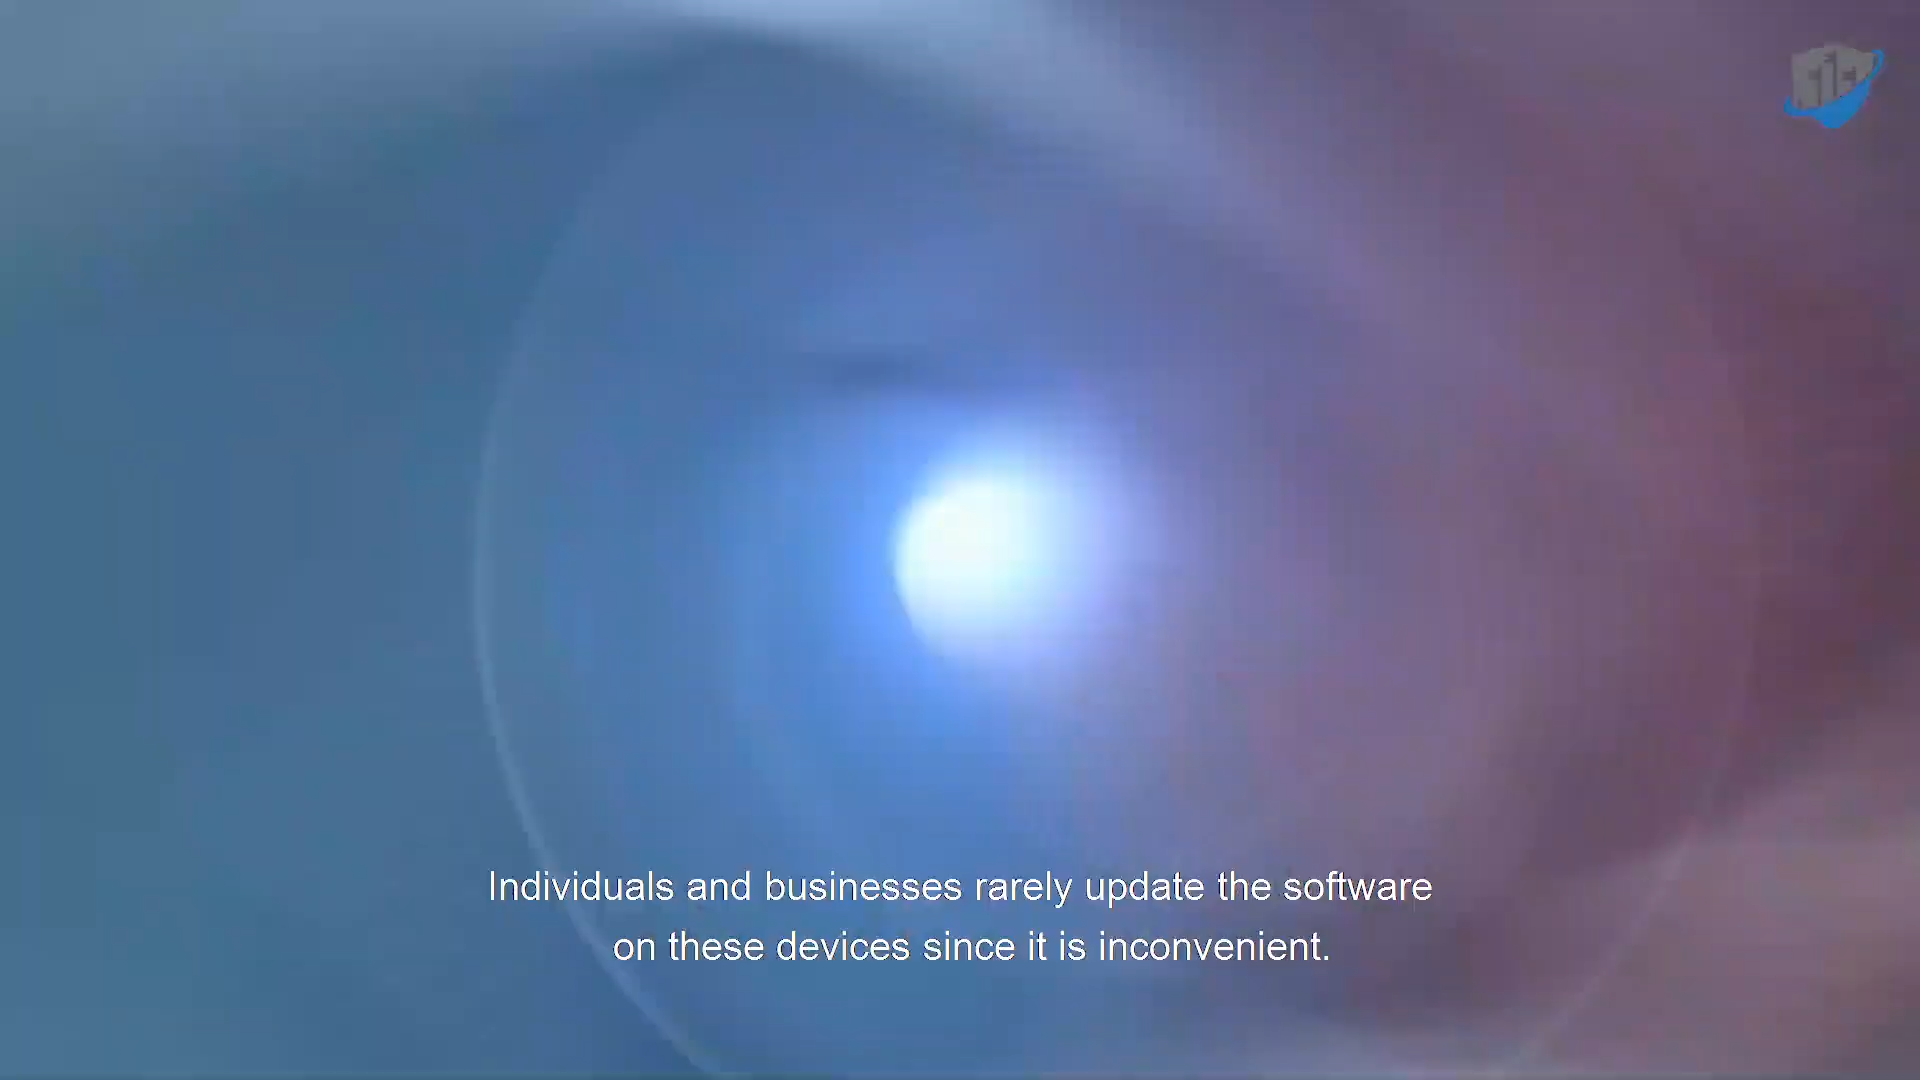 Individuals and businesses rarely update the software
on these devices since it is inconvenient.